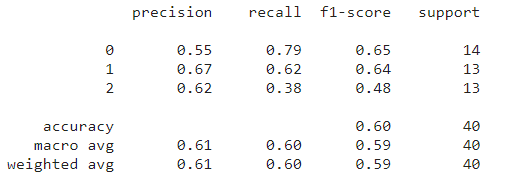 precision recall f1-score support
0 0.55 0.79 0.65 14
1 0.67 0.62 0.64 13
2 0.62 0.38 0.48 13
accuracy 0.60 40
macro avg 0.61 0.60 0.59 40
weighted avg 0.61 0.60 0.59 40